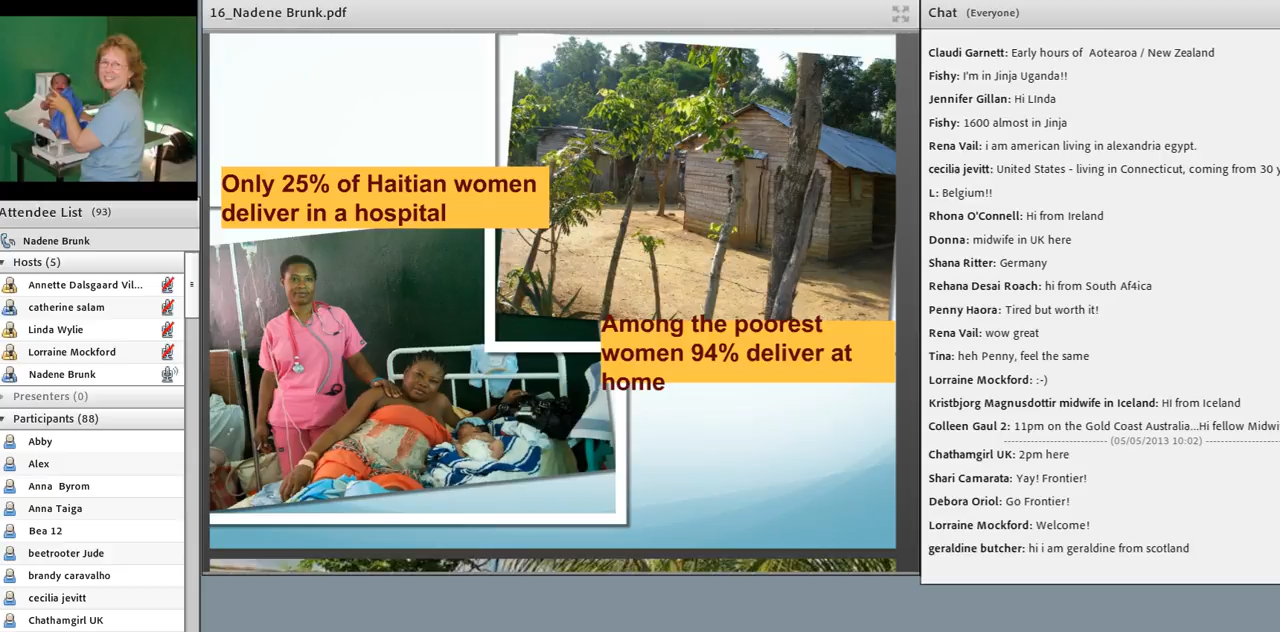 16_Nadene Brunk.pdf
Only 25% of Haitian women
deliver in a hospital
Among the poorest
women 94% deliver at
home
Attendee List (93)
Nadene Brunk
Hosts (5)
Annette Dalsgaard Vil...
catherine salam
Linda Wylie
Lorraine Mockford
Nadene Brunk
Presenters (0)
Participants (88)
Abby
Alex
Anna Byrom
Anna Taiga
Bea 12
beetrooter Jude
brandy caravalho
cecilia jevitt
Chathamgirl UK
Chat (Everyone)
Claudi Garnett: Early hours of Aotearoa / New Zealand
Fishy: I'm in Jinja Uganda!!
Jennifer Gillan: Hi LInda
Fishy: 1600 almost in Jinja
Rena Vail: i am american living in alexandria egypt.
cecilia jevitt: United States - living in Connecticut, coming from 30 y
L: Belgium!!
Rhona O'Connell: Hi from Ireland
Donna: midwife in UK here
Shana Ritter: Germany
Rehana Desai Roach: hi from South Af4ica
Penny Haora: Tired but worth it!
Rena Vail: wow great
Tina: heh Penny, feel the same
Lorraine Mockford: :-)
Kristbjorg Magnusdottir midwife in Iceland: HI from Iceland
Colleen Gaul 2: 11pm on the Gold Coast Australia...Hi fellow Midwi
(05/05/2013 10:02)
Chathamgirl UK: 2pm here
Shari Camarata: Yay! Frontier!
Debora Oriol: Go Frontier!
Lorraine Mockford: Welcome!
geraldine butcher: hi i am geraldine from scotland